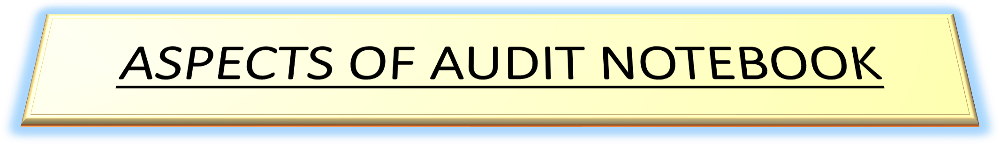 ASPECTS OF AUDIT NOTEBOOK